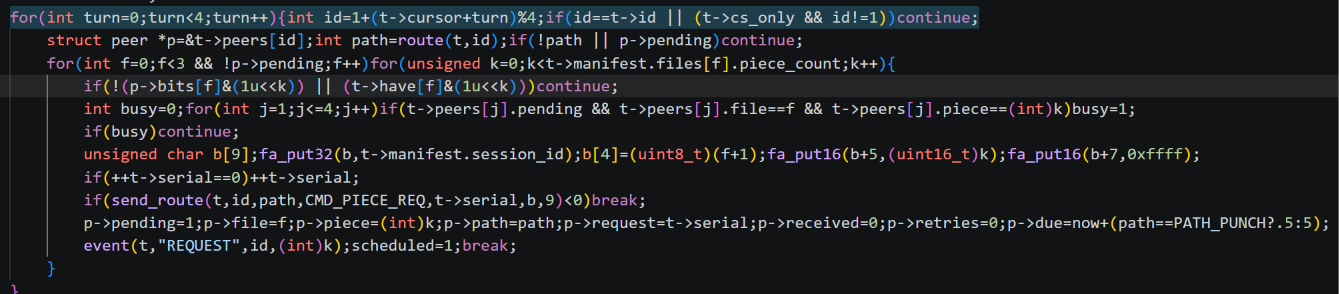 for(int turn=0;turn<4;turn++){int id=1+(t->cursor+turn)%4;if(id==t->id || (t->cs_only && id!=1))continue;
struct peer *p=&t->peers[id];int path=route(t,id);if(!path || p->pending)continue;
for(int f=0;f<3 && !p->pending;f++)for(unsigned k=0;k<t->manifest.files[f].piece_count;k++){
if(!(p->bits[f]&(1u<<k)) || (t->have[f]&(1u<<k)))continue;
int busy=0;for(int j=1;j<=4;j++)if(t->peers[j].pending && t->peers[j].file==f && t->peers[j].piece==(int)k)busy=1;
if(busy)continue;
unsigned char b[9];fa_put32(b,t->manifest.session_id);b[4]=(uint8_t)(f+1);fa_put16(b+5,(uint16_t)k);fa_put16(b+7,0xffff);
if(++t->serial==0)++t->serial;
if(send_route(t,id,path,CMD_PIECE_REQ,t->serial,b,9)<0)break;
p->pending=1;p->file=f;p->piece=(int)k;p->path=path;p->request=t->serial;p->received=0;p->retries=0;p->due=now+(path==PATH_PUNCH?.5:5);
event(t,"REQUEST",id,(int)k);scheduled=1;break;
}
}